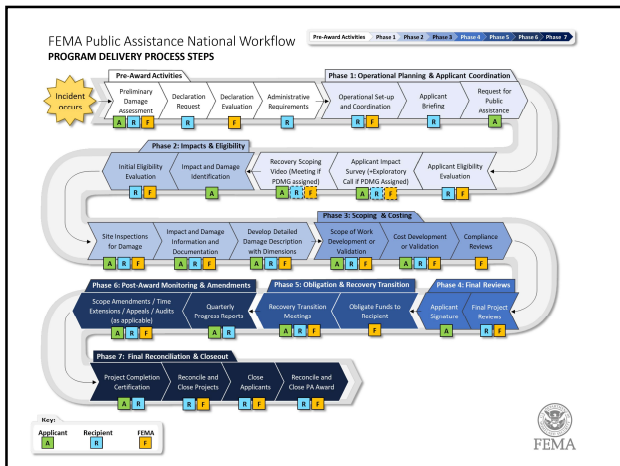 FEMA Public Assistance National Workflow
PROGRAM DELIVERY PROCESS STEPS
Pre-Award Activities
Phase 1
Phase 2
Phase 3
Phase 4
Phase 5
Phase 6
Phase 7
Pre-Award Activities
Phase 1: Operational Planning & Applicant Coordination
Incident
occurs
Preliminary
Damage
Assessment
A R F
Declaration
Request
R
Declaration
Evaluation
F
Administrative
Requirements
R
Operational Set-up
and Coordination
R F
Applicant
Briefing
R
Request for
Public
Assistance
A
Phase 2: Impacts & Eligibility
Initial Eligibility
Evaluation
R F
Impact and Damage
Identification
A
Recovery Scoping
Video (Meeting if
PDMG assigned)
A R F
Applicant Impact
Survey (+Exploratory
Call if PDMG Assigned)
A R F
Applicant Eligibility
Evaluation
R F
Phase 3: Scoping & Costing
Site Inspections
for Damage
A R F
Impact and Damage
Information and
Documentation
A R F
Develop Detailed
Damage Description
with Dimensions
A R F
Scope of Work
Development or
Validation
A R F
Cost Development
or Validation
A R F
Compliance
Reviews
F
Phase 6: Post-Award Monitoring & Amendments
Phase 5: Obligation & Recovery Transition
Phase 4: Final Reviews
Scope Amendments / Time
Extensions / Appeals / Audits
(as applicable)
A R F
Quarterly
Progress Reports
A R
Recovery Transition
Meetings
A R F
Obligate Funds to
Recipient
F
Applicant
Signature
A
Final Project
Reviews
R F
Phase 7: Final Reconciliation & Closeout
Project Completion
Certification
A R
Reconcile and
Close Projects
R F
Close
Applicants
R F
Reconcile and
Close PA Award
R F
Key:
Applicant
A
Recipient
R
FEMA
F
FEMA